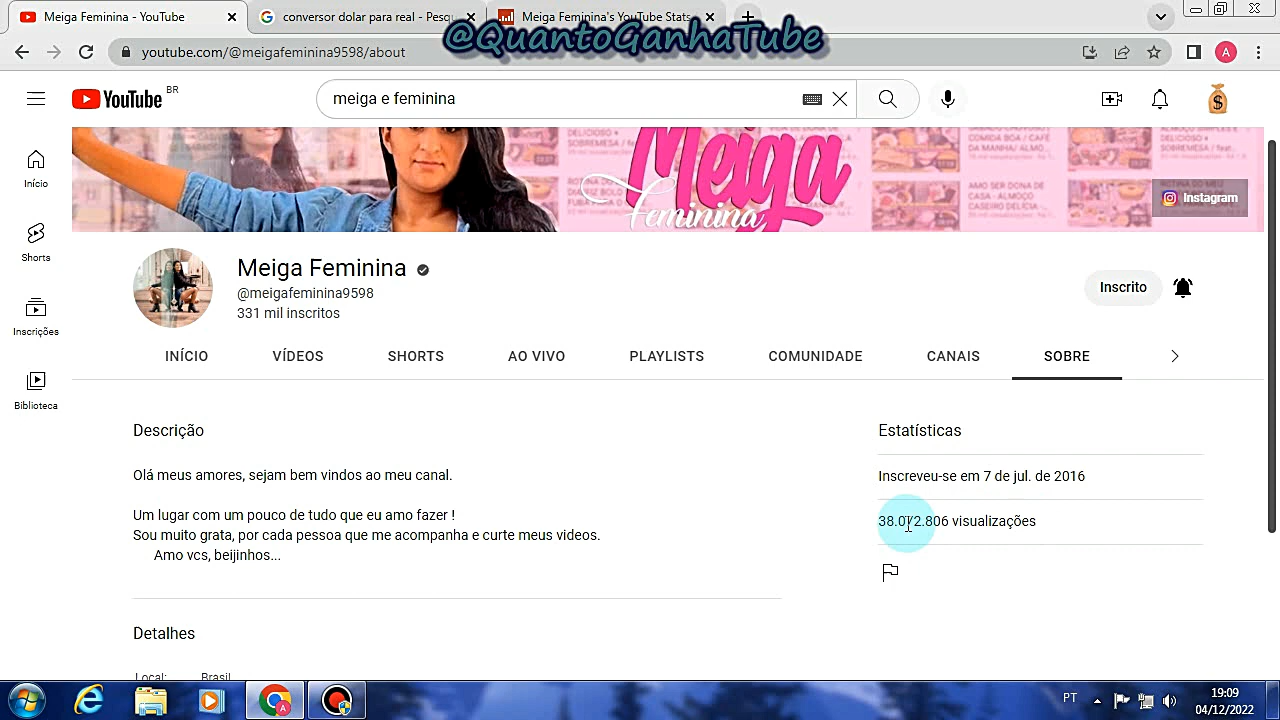 Meiga Feminina - YouTube
conversor dolar para real - Pesqu
Meiga Feminina's YouTube Stats
@QuantoGanhaTube
youtube.com/@meigafeminina9598/about
A
YouTube BR
meiga e feminina
Início
Shorts
Inscrições
Biblioteca
Meiga
Feminina
Instagram
Meiga Feminina
@meigafeminina9598
331 mil inscritos
Inscrito
INÍCIO VÍDEOS SHORTS AO VIVO PLAYLISTS COMUNIDADE CANAIS SOBRE
Descrição
Olá meus amores, sejam bem vindos ao meu canal.
Um lugar com um pouco de tudo que eu amo fazer !
Sou muito grata, por cada pessoa que me acompanha e curte meus videos.
Amo vcs, beijinhos...
Detalhes
Local: Brasil
Estatísticas
Inscreveu-se em 7 de jul. de 2016
38.072.806 visualizações
PT
19:09
04/12/2022